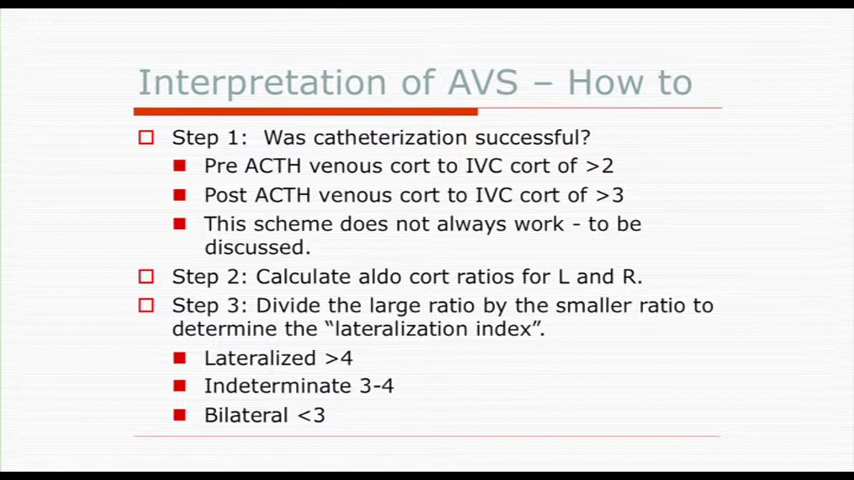 Interpretation of AVS – How to
Step 1: Was catheterization successful?
Pre ACTH venous cort to IVC cort of >2
Post ACTH venous cort to IVC cort of >3
This scheme does not always work - to be
discussed.
Step 2: Calculate aldo cort ratios for L and R.
Step 3: Divide the large ratio by the smaller ratio to
determine the “lateralization index”.
Lateralized >4
Indeterminate 3-4
Bilateral <3